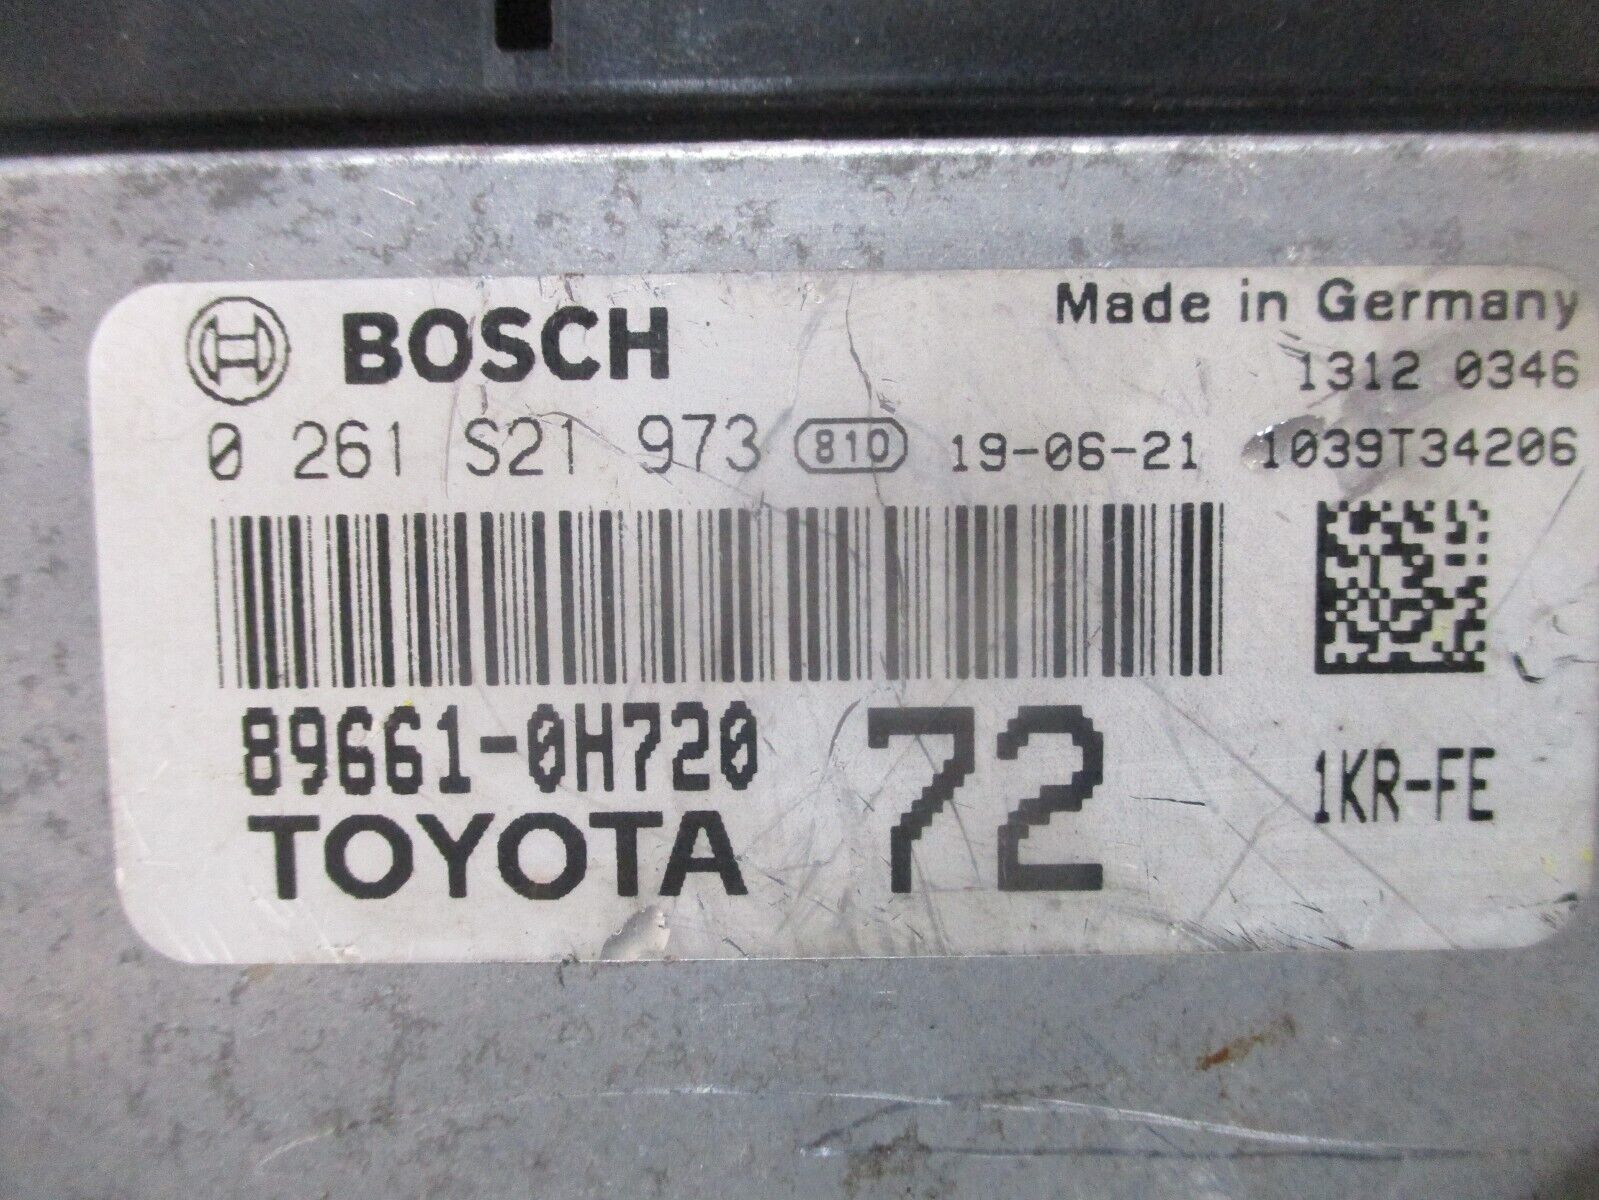 BOSCH
Made in Germany
1312 0346
0 261 S21 973 810 19-06-21 1039T34206
89661-0H720 72 1KR-FE
TOYOTA